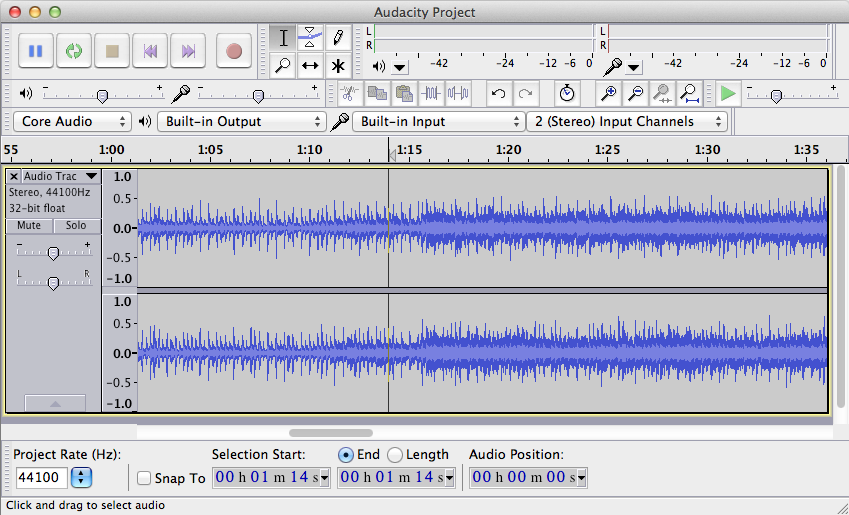 Audacity Project
L
R
-42 -24 -12 -6 0
L
R
-42 -24 -12 -6 0
- +
- +
- +
Core Audio
Built-in Output
Built-in Input
2 (Stereo) Input Channels
55 1:00 1:05 1:10 1:15 1:20 1:25 1:30 1:35
Audio Trac
Stereo, 44100Hz
32-bit float
Mute Solo
- +
L R
1.0
0.5
0.0
-0.5
-1.0
1.0
0.5
0.0
-0.5
-1.0
Project Rate (Hz):
44100
Snap To
Selection Start:
00 h 01 m 14 s
End Length
00 h 01 m 14 s
Audio Position:
00 h 00 m 00 s
Click and drag to select audio